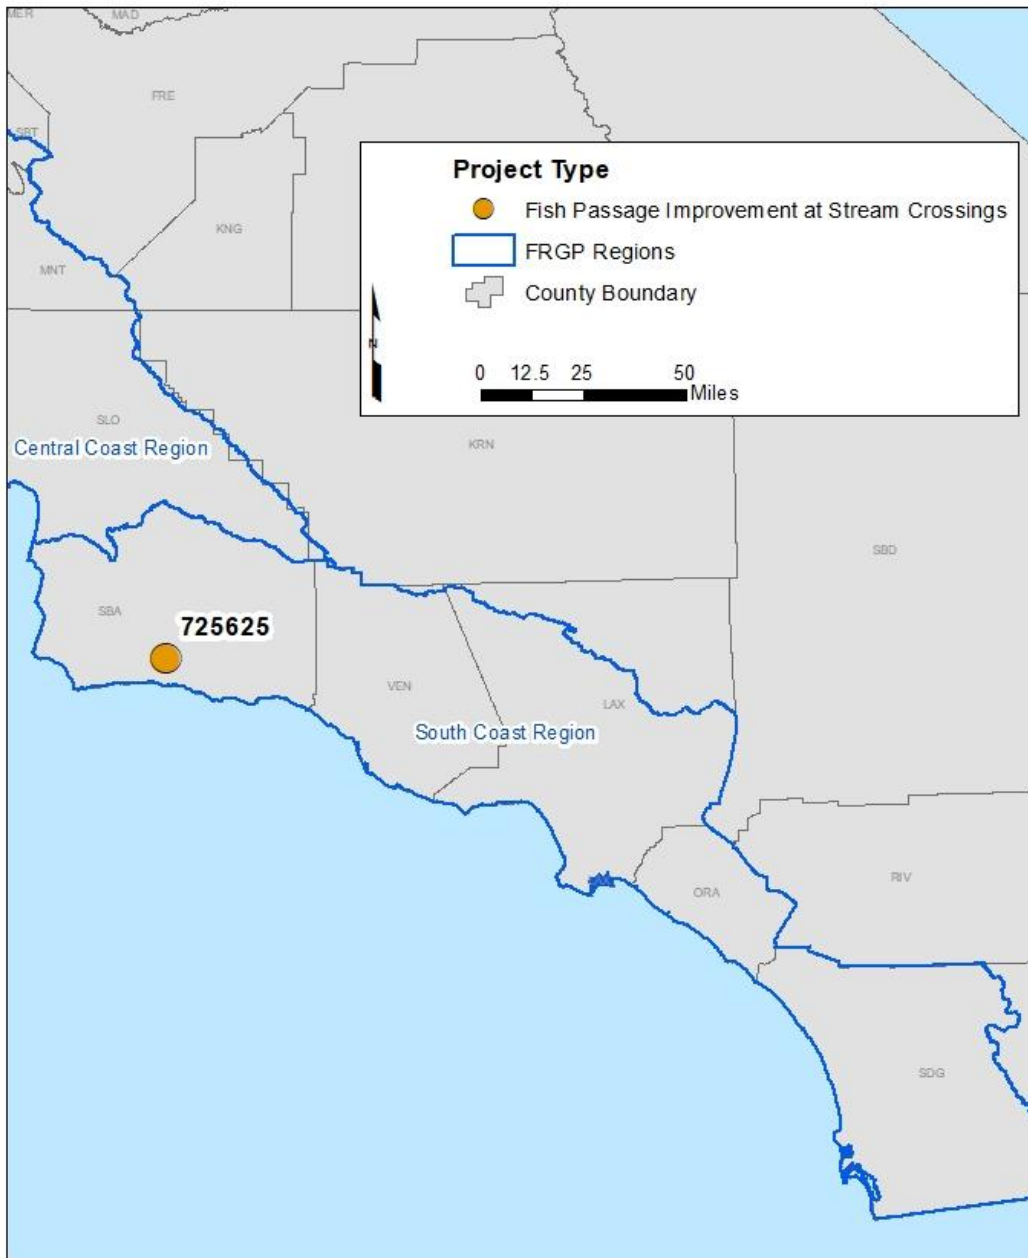 MER
MAD
FRE
SBT
KNG
MNT
Project Type
Fish Passage Improvement at Stream Crossings
FRGP Regions
County Boundary
N
0 12.5 25 50
Miles
SLO
Central Coast Region
KRN
SBD
SBA
725625
VEN
LAX
South Coast Region
ORA
RIV
SDG